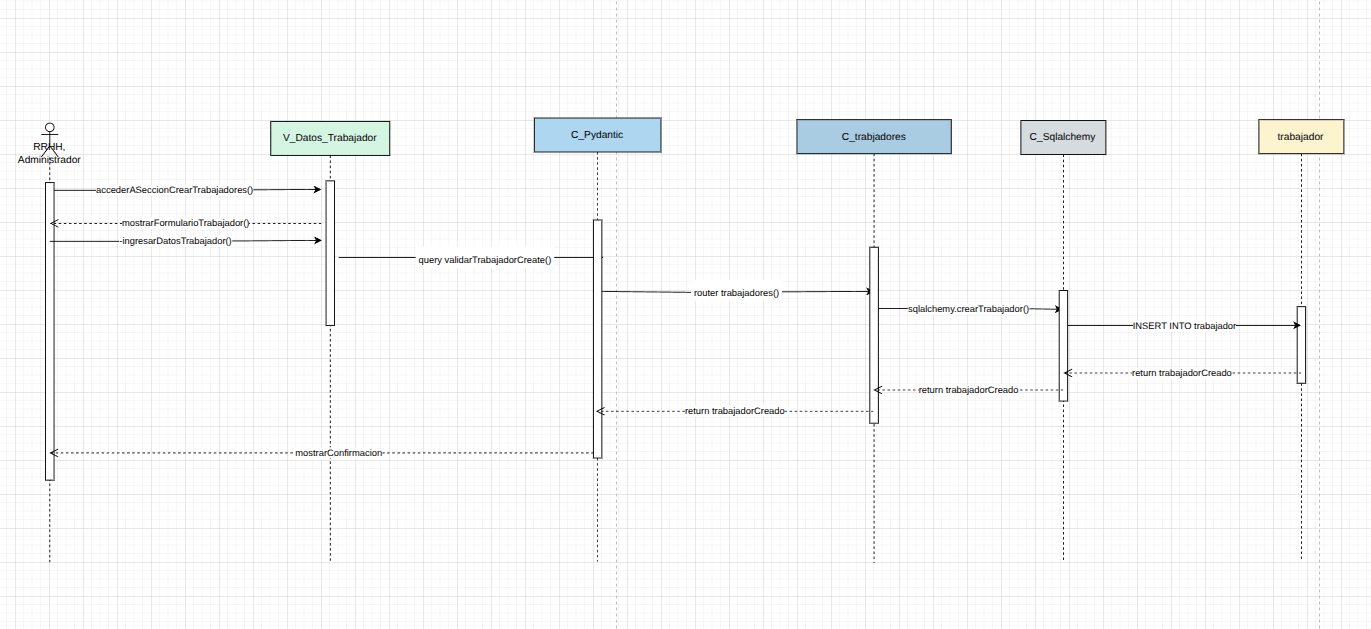 RRHH,
Administrador
V_Datos_Trabajador
C_Pydantic
C_trabjadores
C_Sqlalchemy
trabajador
accederASeccionCrearTrabajadores()
mostrarFormularioTrabajador()
ingresarDatosTrabajador()
query validarTrabajadorCreate()
router trabajadores()
sqlalchemy.crearTrabajador()
INSERT INTO trabajador
return trabajadorCreado
return trabajadorCreado
return trabajadorCreado
mostrarConfirmacion